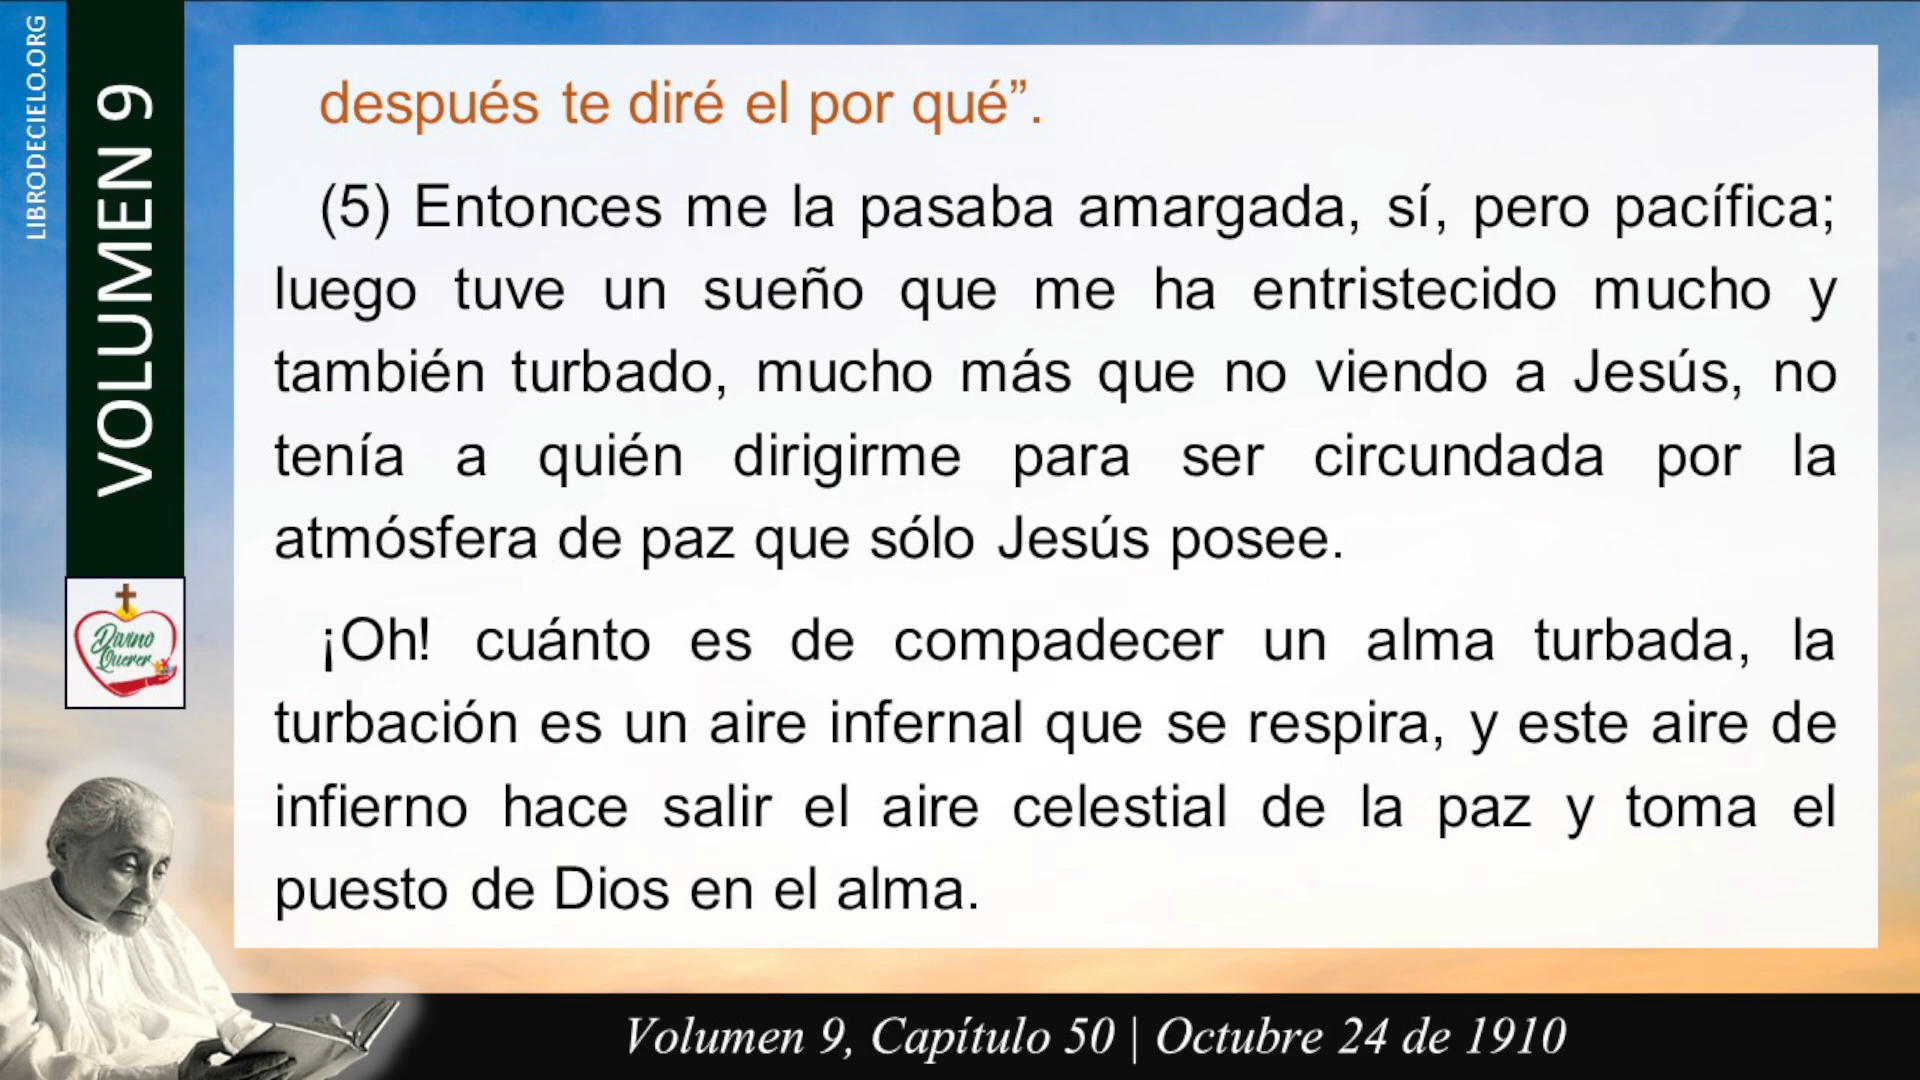 LIBRODECIELO.ORG
VOLUMEN 9
Divino
Querer
después te diré el por qué”.
(5) Entonces me la pasaba amargada, sí, pero pacífica;
luego tuve un sueño que me ha entristecido mucho y
también turbado, mucho más que no viendo a Jesús, no
tenía a quién dirigirme para ser circundada por la
atmósfera de paz que sólo Jesús posee.
¡Oh! cuánto es de compadecer un alma turbada, la
turbación es un aire infernal que se respira, y este aire de
infierno hace salir el aire celestial de la paz y toma el
puesto de Dios en el alma.
Volumen 9, Capítulo 50 | Octubre 24 de 1910